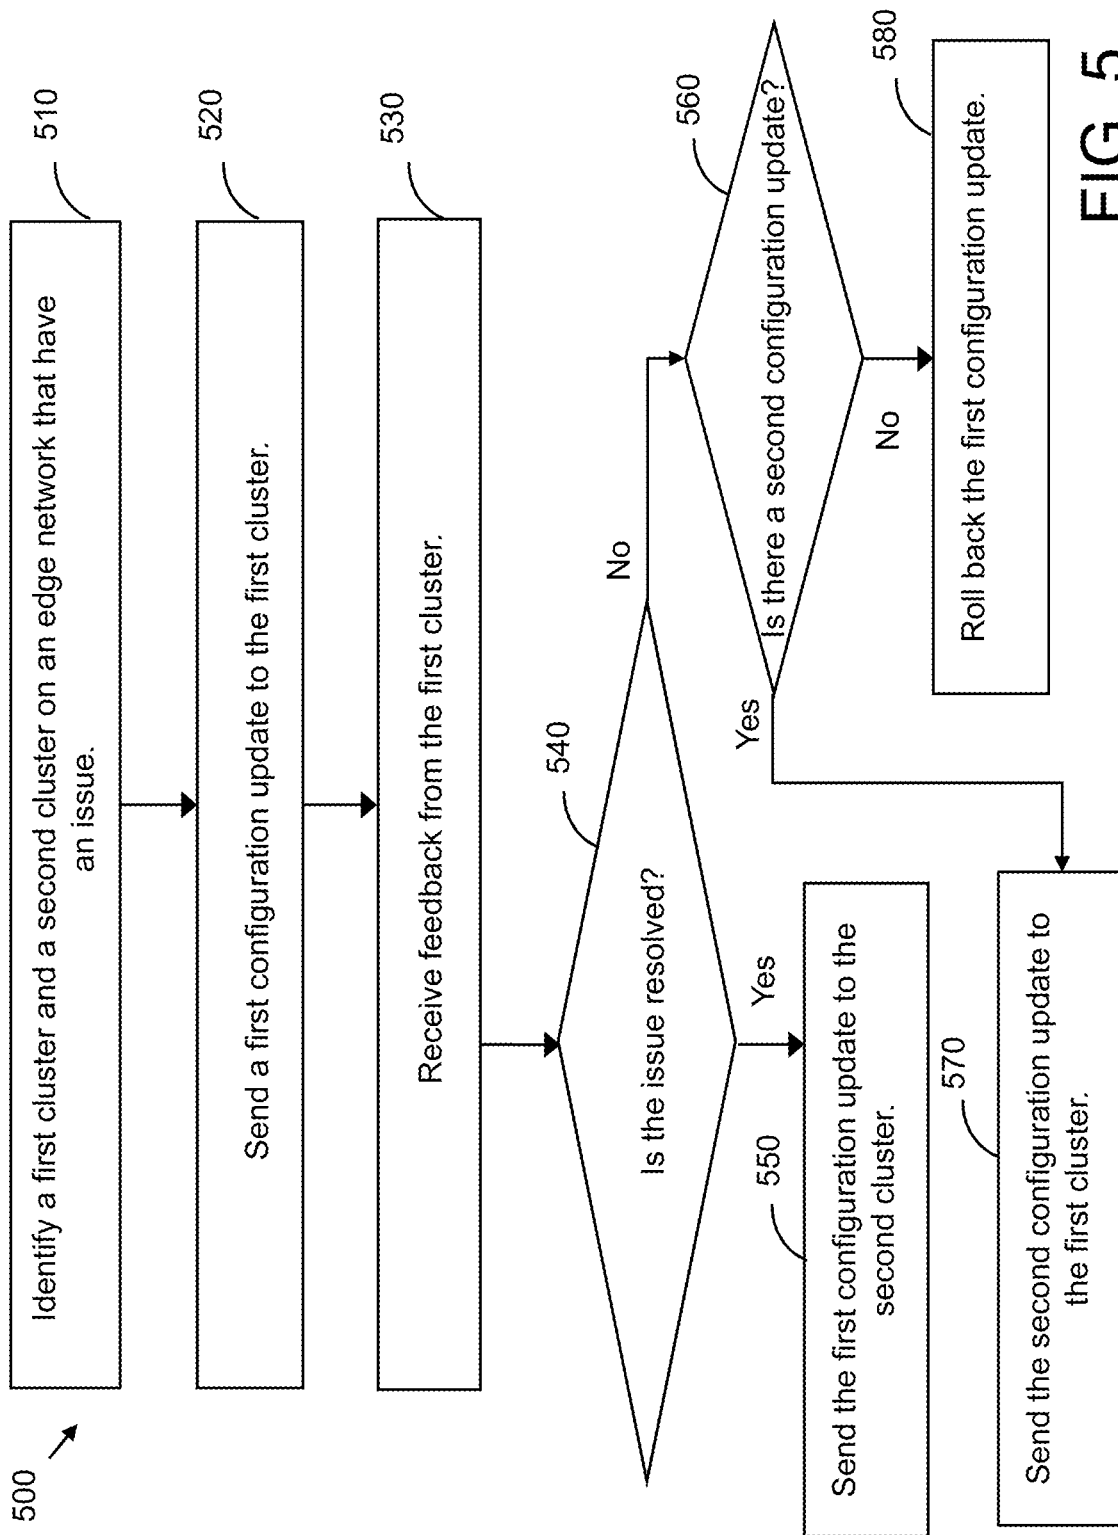 500
510
Identify a first cluster and a second cluster on an edge network that have
an issue.
520
Send a first configuration update to the first cluster.
530
Receive feedback from the first cluster.
540
Is the issue resolved?
No
Yes
560
Is there a second configuration update?
Yes
No
550
Send the first configuration update to the
second cluster.
570
Send the second configuration update to
the first cluster.
580
Roll back the first configuration update.
FIG. 5